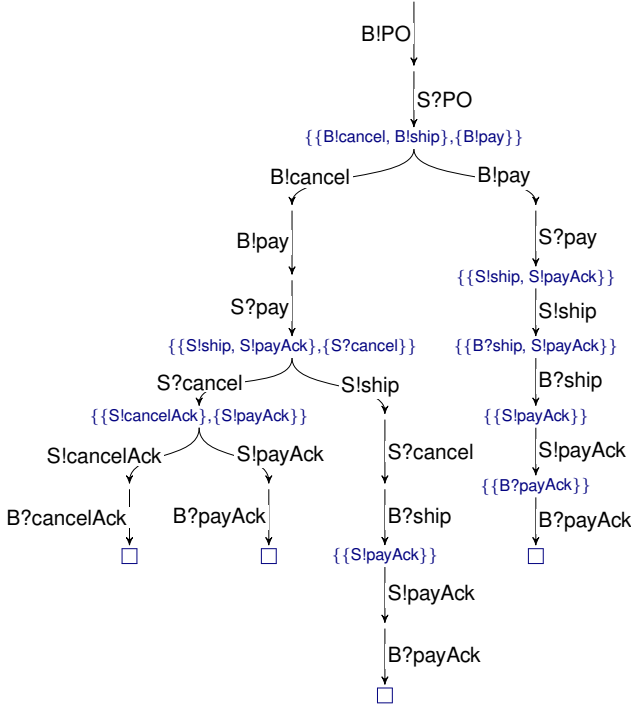 B!PO
S?PO
{{B!cancel, B!ship},{B!pay}}
B!cancel
B!pay
B!pay
S?pay
S?pay
{{S!ship, S!payAck}}
S!ship
{{S!ship, S!payAck},{S?cancel}}
{{B?ship, S!payAck}}
S?cancel
S!ship
B?ship
{{S!cancelAck},{S!payAck}}
{{S!payAck}}
S!cancelAck
S!payAck
S?cancel
S!payAck
{{B?payAck}}
B?cancelAck
B?payAck
B?ship
B?payAck
{{S!payAck}}
S!payAck
B?payAck